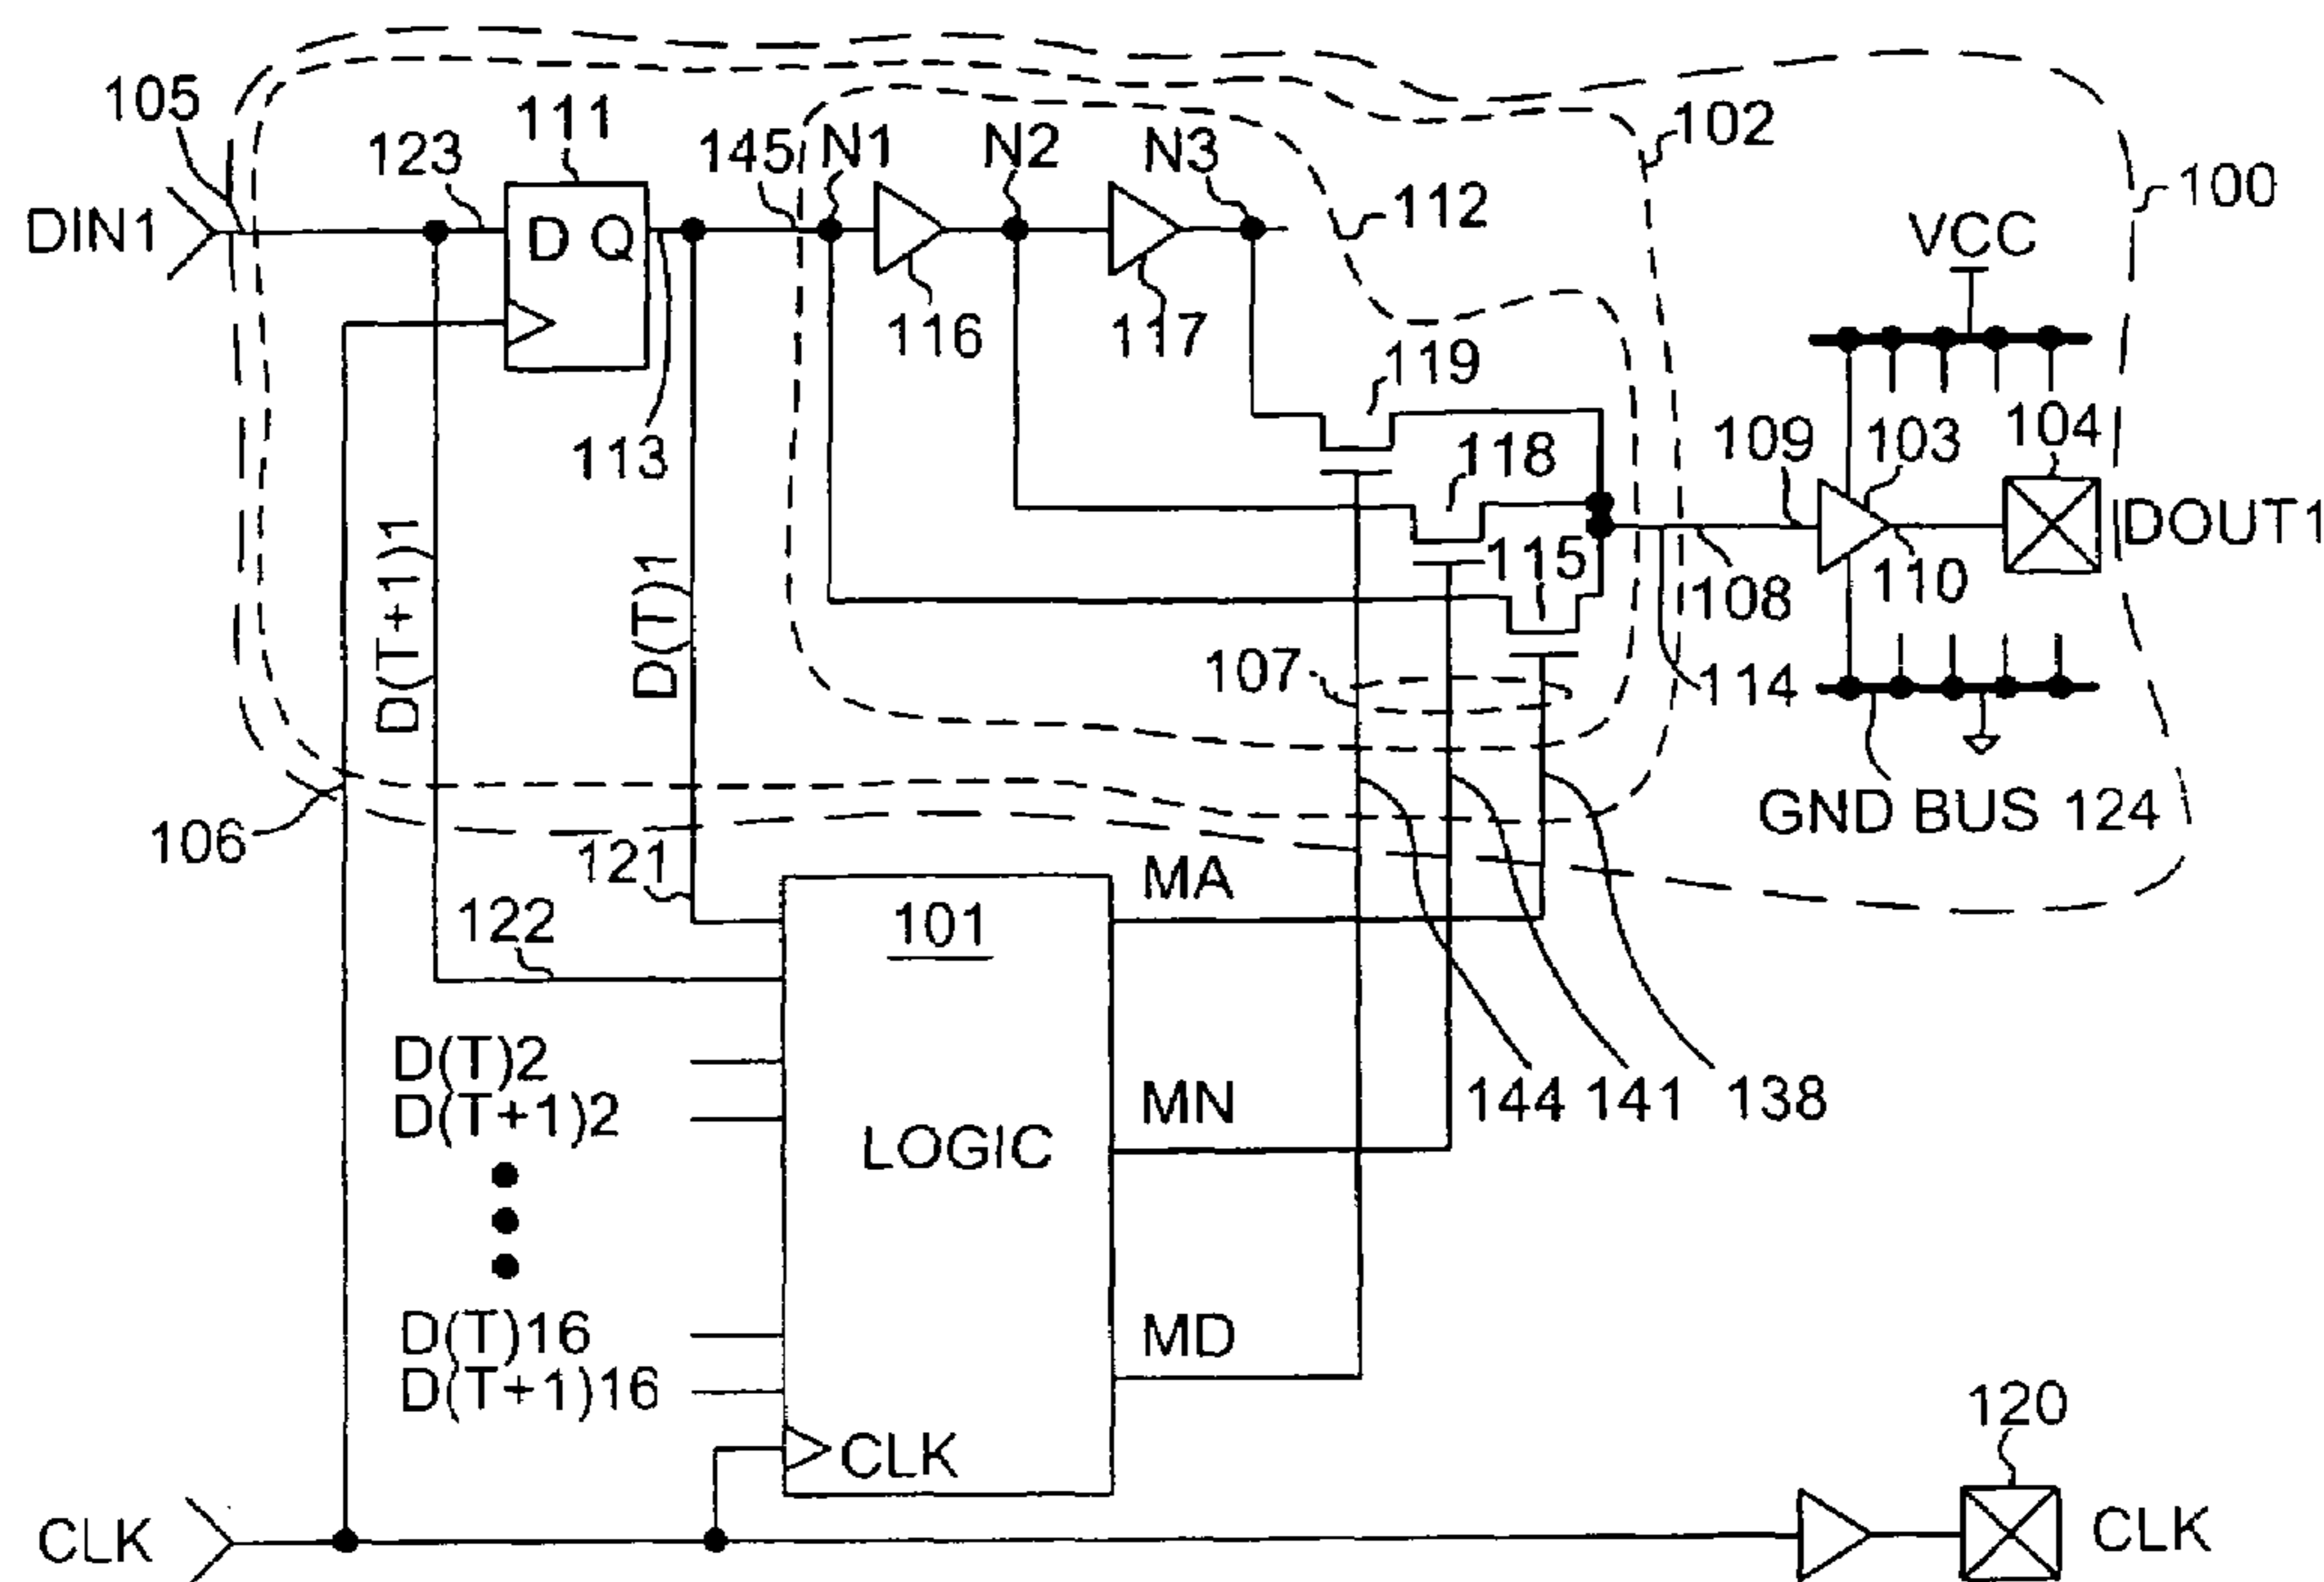 105
123
111
145
N1
N2
N3
102
112
100
DIN1
D Q
VCC
116
117
119
113
118
109
103
104
DOUT1
115
110
108
D(T+1)1
D(T)1
107
114
GND BUS 124
106
121
122
MA
101
D(T)2
D(T+1)2
LOGIC
MN
144
141
138
D(T)16
D(T+1)16
MD
CLK
120
CLK
CLK